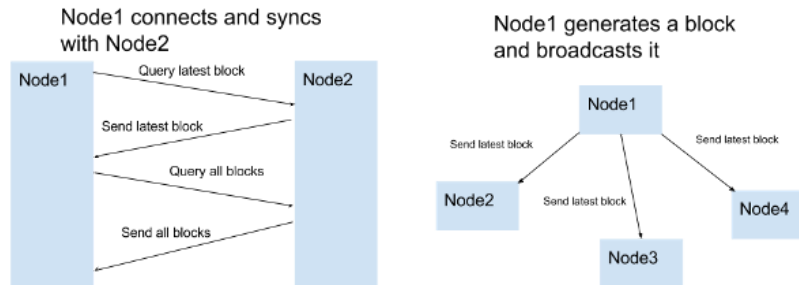 Node1 connects and syncs
with Node2
Node1
Node2
Query latest block
Send latest block
Query all blocks
Send all blocks
Node1 generates a block
and broadcasts it
Node1
Send latest block
Send latest block
Node2
Send latest block
Node4
Node3